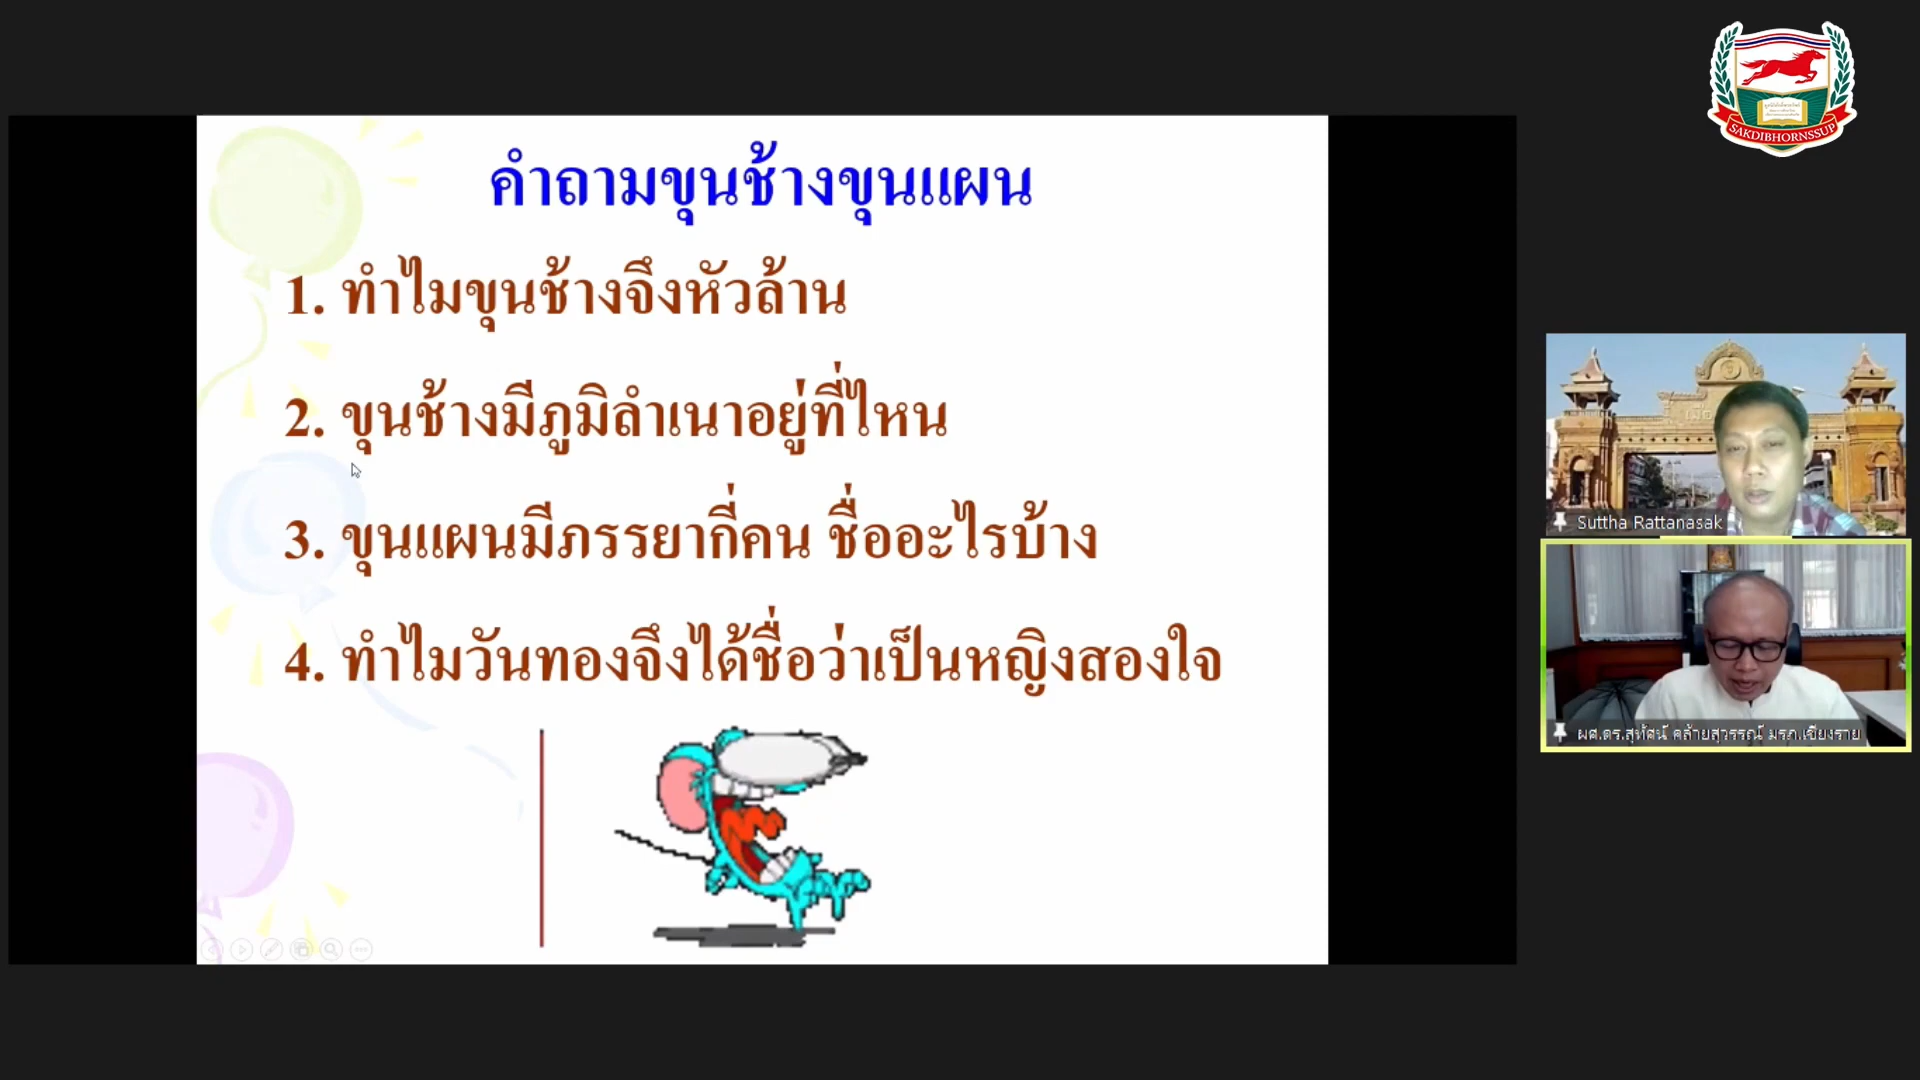 คำถามขุนช้างขุนแผน
1. ทำไมขุนช้างจึงหัวล้าน
2. ขุนช้างมีภูมิลำเนาอยู่ที่ไหน
3. ขุนแผนมีภรรยากี่คน ชื่ออะไรบ้าง
4. ทำไมวันทองจึงได้ชื่อว่าเป็นหญิงสองใจ
SAKDIBHORNSSUP
Suttha Rattanasak
ผศ.ดร.สุทัศน์ คล้ายสุวรรณ์ มรภ.เชียงราย